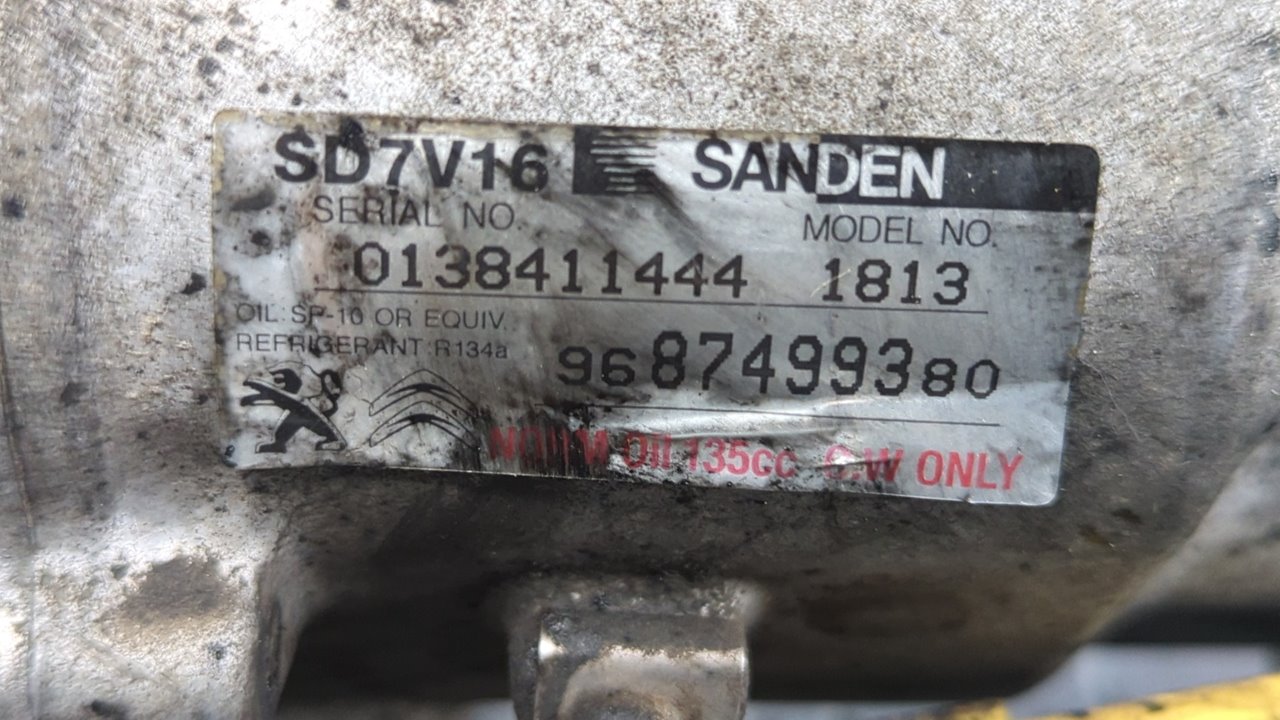 SD7V16 SANDEN
SERIAL NO. MODEL NO.
0138411444 1813
OIL: SP-10 OR EQUIV.
REFRIGERANT: R134a
9687499380
Oil 135cc C.W ONLY